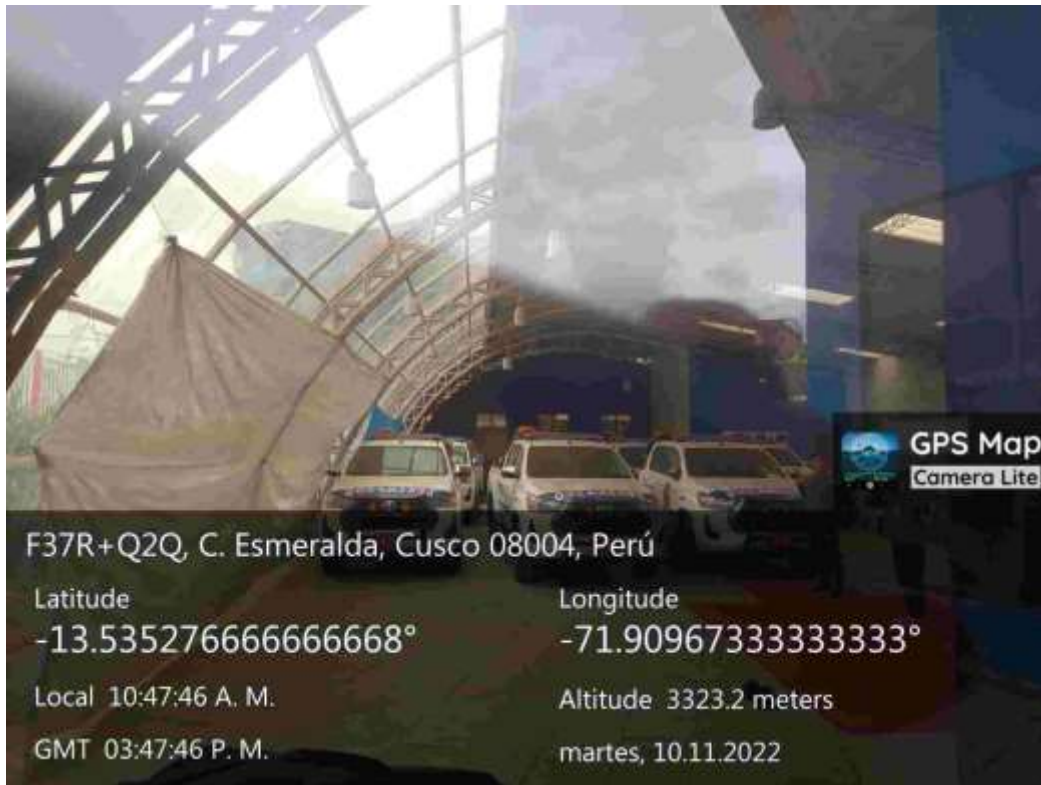 GPS Map
Camera Lite
F37R+Q2Q, C. Esmeralda, Cusco 08004, Perú
Latitude
-13.535276666666668°
Longitude
-71.90967333333333°
Local 10:47:46 A. M.
Altitude 3323.2 meters
GMT 03:47:46 P. M.
martes, 10.11.2022